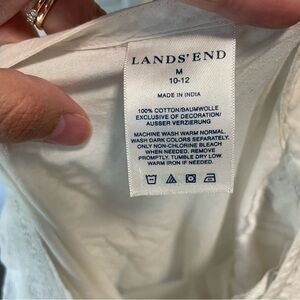 LANDS' END
M
10-12
MADE IN INDIA
100% COTTON/BAUMWOLLE
EXCLUSIVE OF DECORATION/
AUSSER VERZIERUNG
MACHINE WASH WARM NORMAL,
WASH DARK COLORS SEPARATELY,
ONLY NON-CHLORINE BLEACH
WHEN NEEDED, REMOVE
PROMPTLY, TUMBLE DRY LOW,
WARM IRON IF NEEDED.